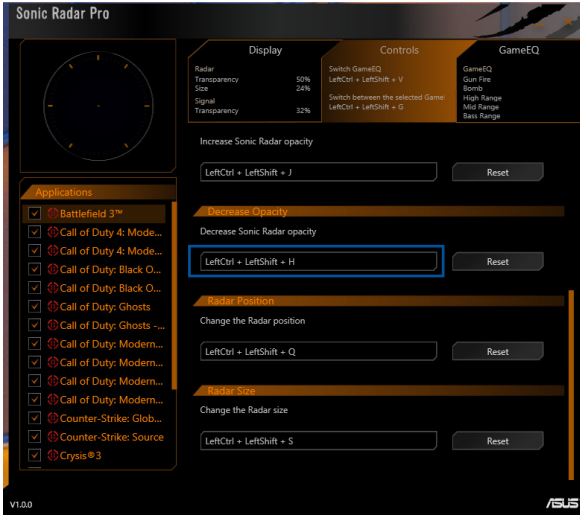 Sonic Radar Pro
Display
Radar
Transparency 50%
Size 24%
Signal
Transparency 32%
Controls
Switch GameEQ
LeftCtrl + LeftShift + V
Switch between the selected Game
LeftCtrl + LeftShift + G
GameEQ
GameEQ
Gun Fire
Bomb
High Range
Mid Range
Bass Range
Increase Sonic Radar opacity
LeftCtrl + LeftShift + J Reset
Decrease Opacity
Decrease Sonic Radar opacity
LeftCtrl + LeftShift + H Reset
Radar Position
Change the Radar position
LeftCtrl + LeftShift + Q Reset
Radar Size
Change the Radar size
LeftCtrl + LeftShift + S Reset
Applications
Battlefield 3™
Call of Duty 4: Mode...
Call of Duty 4: Mode...
Call of Duty: Black O...
Call of Duty: Black O...
Call of Duty: Ghosts
Call of Duty: Ghosts -...
Call of Duty: Modern...
Call of Duty: Modern...
Call of Duty: Modern...
Call of Duty: Modern...
Counter-Strike: Glob...
Counter-Strike: Source
Crysis®3
V1.0.0
ASUS